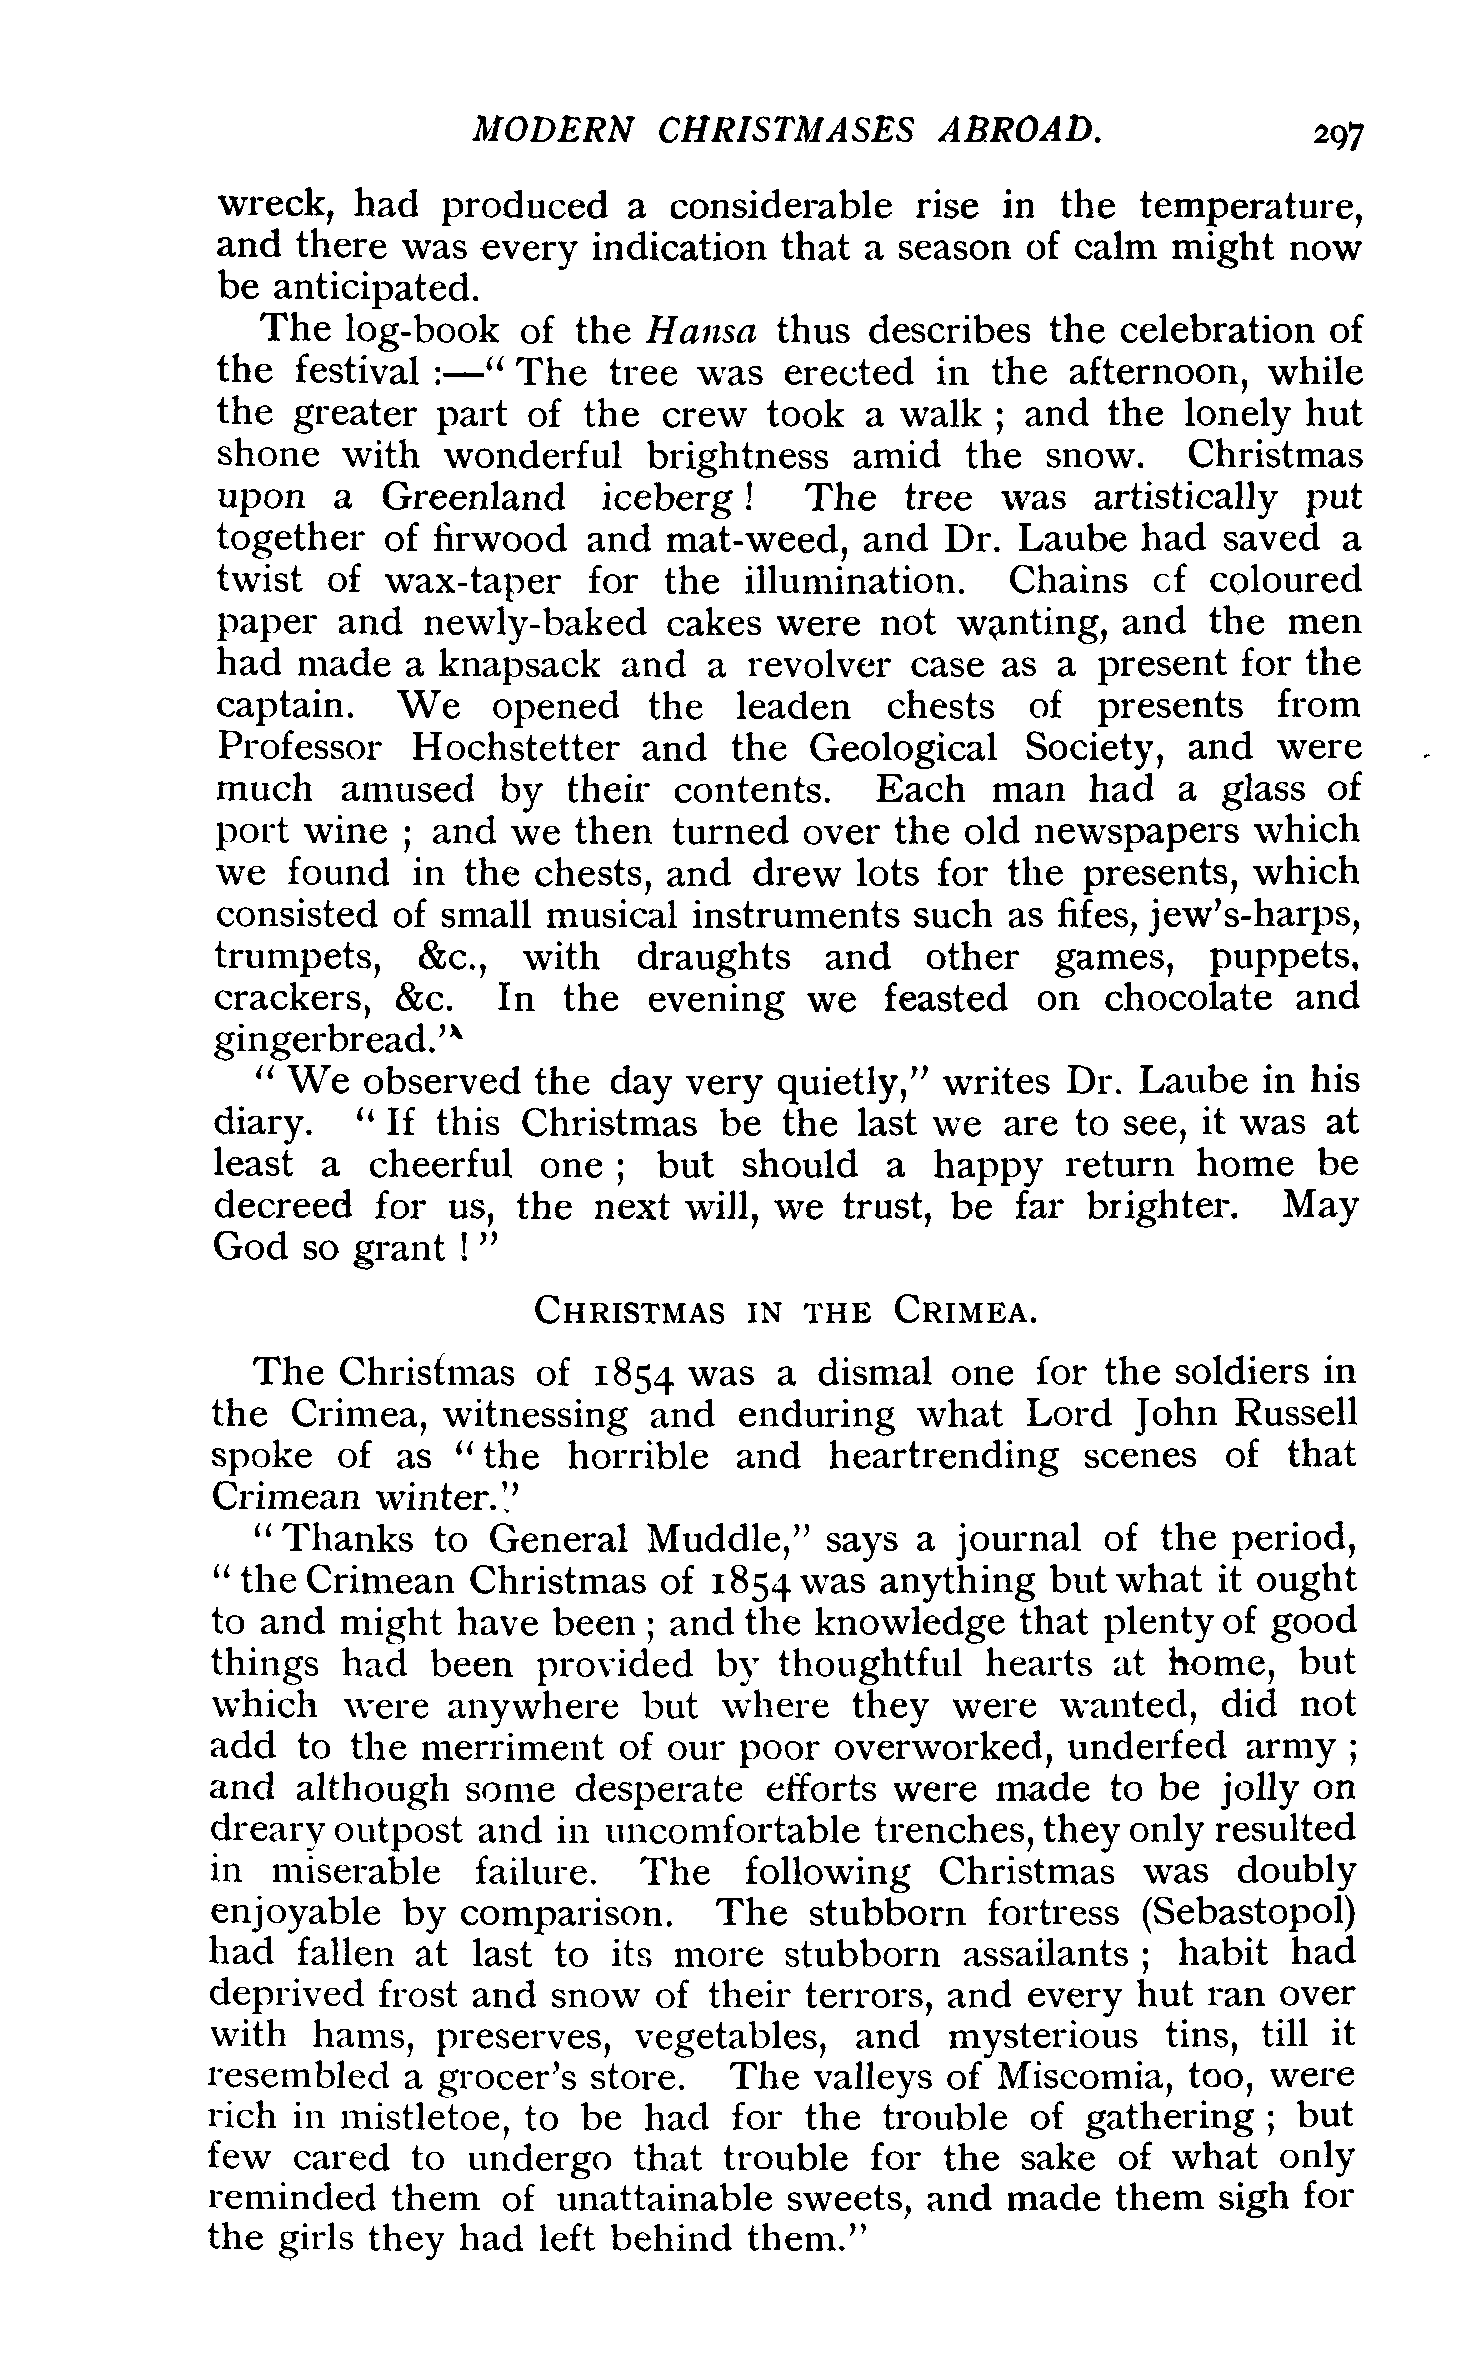 MODERN CHRISTMASES ABROAD. 297
wreck, had produced a considerable rise in the temperature,
and there was every indication that a season of calm might now
be anticipated.
The log-book of the Hansa thus describes the celebration of
the festival :—“ The tree was erected in the afternoon, while
the greater part of the crew took a walk ; and the lonely hut
shone with wonderful brightness amid the snow. Christmas
upon a Greenland iceberg ! The tree was artistically put
together of firwood and mat-weed, and Dr. Laube had saved a
twist of wax-taper for the illumination. Chains of coloured
paper and newly-baked cakes were not wanting, and the men
had made a knapsack and a revolver case as a present for the
captain. We opened the leaden chests of presents from
Professor Hochstetter and the Geological Society, and were
much amused by their contents. Each man had a glass of
port wine ; and we then turned over the old newspapers which
we found in the chests, and drew lots for the presents, which
consisted of small musical instruments such as fifes, jew’s-harps,
trumpets, &c., with draughts and other games, puppets,
crackers, &c. In the evening we feasted on chocolate and
gingerbread.”
“ We observed the day very quietly,” writes Dr. Laube in his
diary. “ If this Christmas be the last we are to see, it was at
least a cheerful one ; but should a happy return home be
decreed for us, the next will, we trust, be far brighter. May
God so grant ! ”
CHRISTMAS IN THE CRIMEA.
The Christmas of 1854 was a dismal one for the soldiers in
the Crimea, witnessing and enduring what Lord John Russell
spoke of as “ the horrible and heartrending scenes of that
Crimean winter.”
“ Thanks to General Muddle,” says a journal of the period,
“ the Crimean Christmas of 1854 was anything but what it ought
to and might have been ; and the knowledge that plenty of good
things had been provided by thoughtful hearts at home, but
which were anywhere but where they were wanted, did not
add to the merriment of our poor overworked, underfed army ;
and although some desperate efforts were made to be jolly on
dreary outpost and in uncomfortable trenches, they only resulted
in miserable failure. The following Christmas was doubly
enjoyable by comparison. The stubborn fortress (Sebastopol)
had fallen at last to its more stubborn assailants ; habit had
deprived frost and snow of their terrors, and every hut ran over
with hams, preserves, vegetables, and mysterious tins, till it
resembled a grocer’s store. The valleys of Miscomia, too, were
rich in mistletoe, to be had for the trouble of gathering ; but
few cared to undergo that trouble for the sake of what only
reminded them of unattainable sweets, and made them sigh for
the girls they had left behind them.”